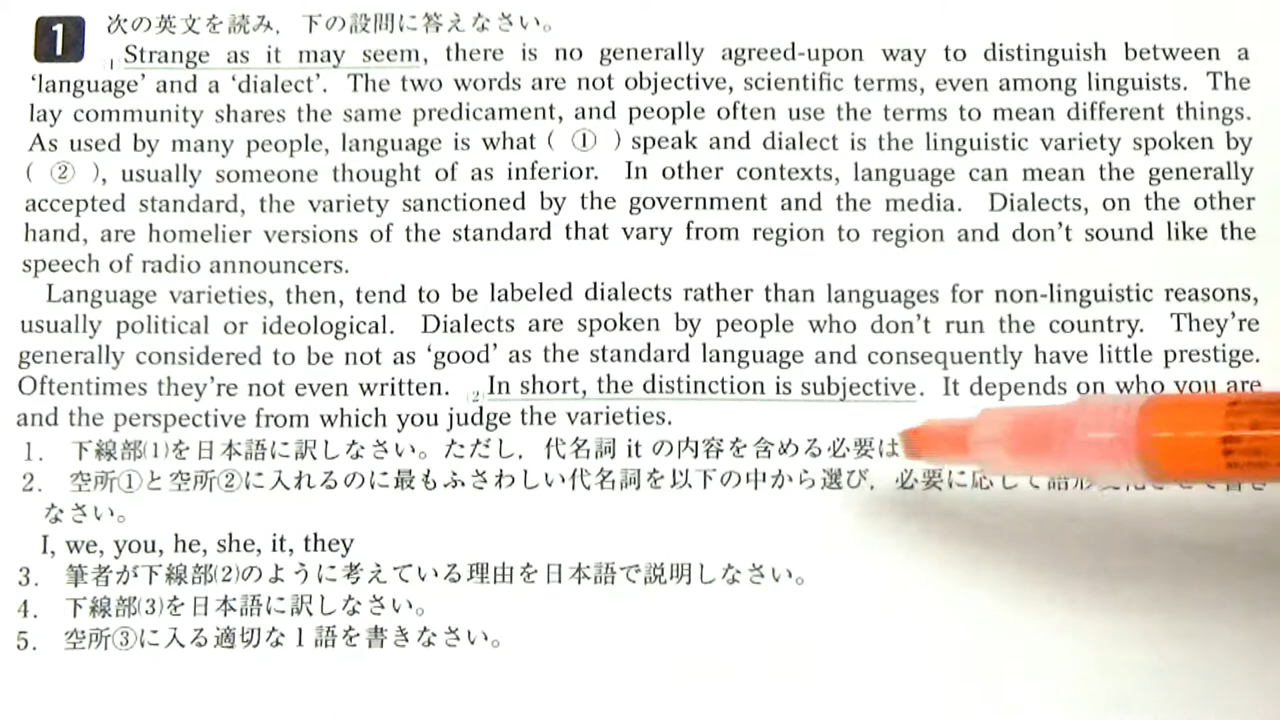 1 次の英文を読み，下の設問に答えなさい。
(1) Strange as it may seem, there is no generally agreed-upon way to distinguish between a
‘language’ and a ‘dialect’. The two words are not objective, scientific terms, even among linguists. The
lay community shares the same predicament, and people often use the terms to mean different things.
As used by many people, language is what ( ① ) speak and dialect is the linguistic variety spoken by
( ② ), usually someone thought of as inferior. In other contexts, language can mean the generally
accepted standard, the variety sanctioned by the government and the media. Dialects, on the other
hand, are homelier versions of the standard that vary from region to region and don’t sound like the
speech of radio announcers.
Language varieties, then, tend to be labeled dialects rather than languages for non-linguistic reasons,
usually political or ideological. Dialects are spoken by people who don’t run the country. They’re
generally considered to be not as ‘good’ as the standard language and consequently have little prestige.
Oftentimes they’re not even written. (2) In short, the distinction is subjective. It depends on who you are
and the perspective from which you judge the varieties.
1. 下線部(1)を日本語に訳しなさい。ただし，代名詞 it の内容を含める必要は
2. 空所①と空所②に入れるのに最もふさわしい代名詞を以下の中から選び，必要に応じて語形
なさい。
I, we, you, he, she, it, they
3. 筆者が下線部(2)のように考えている理由を日本語で説明しなさい。
4. 下線部(3)を日本語に訳しなさい。
5. 空所③に入る適切な1語を書きなさい。